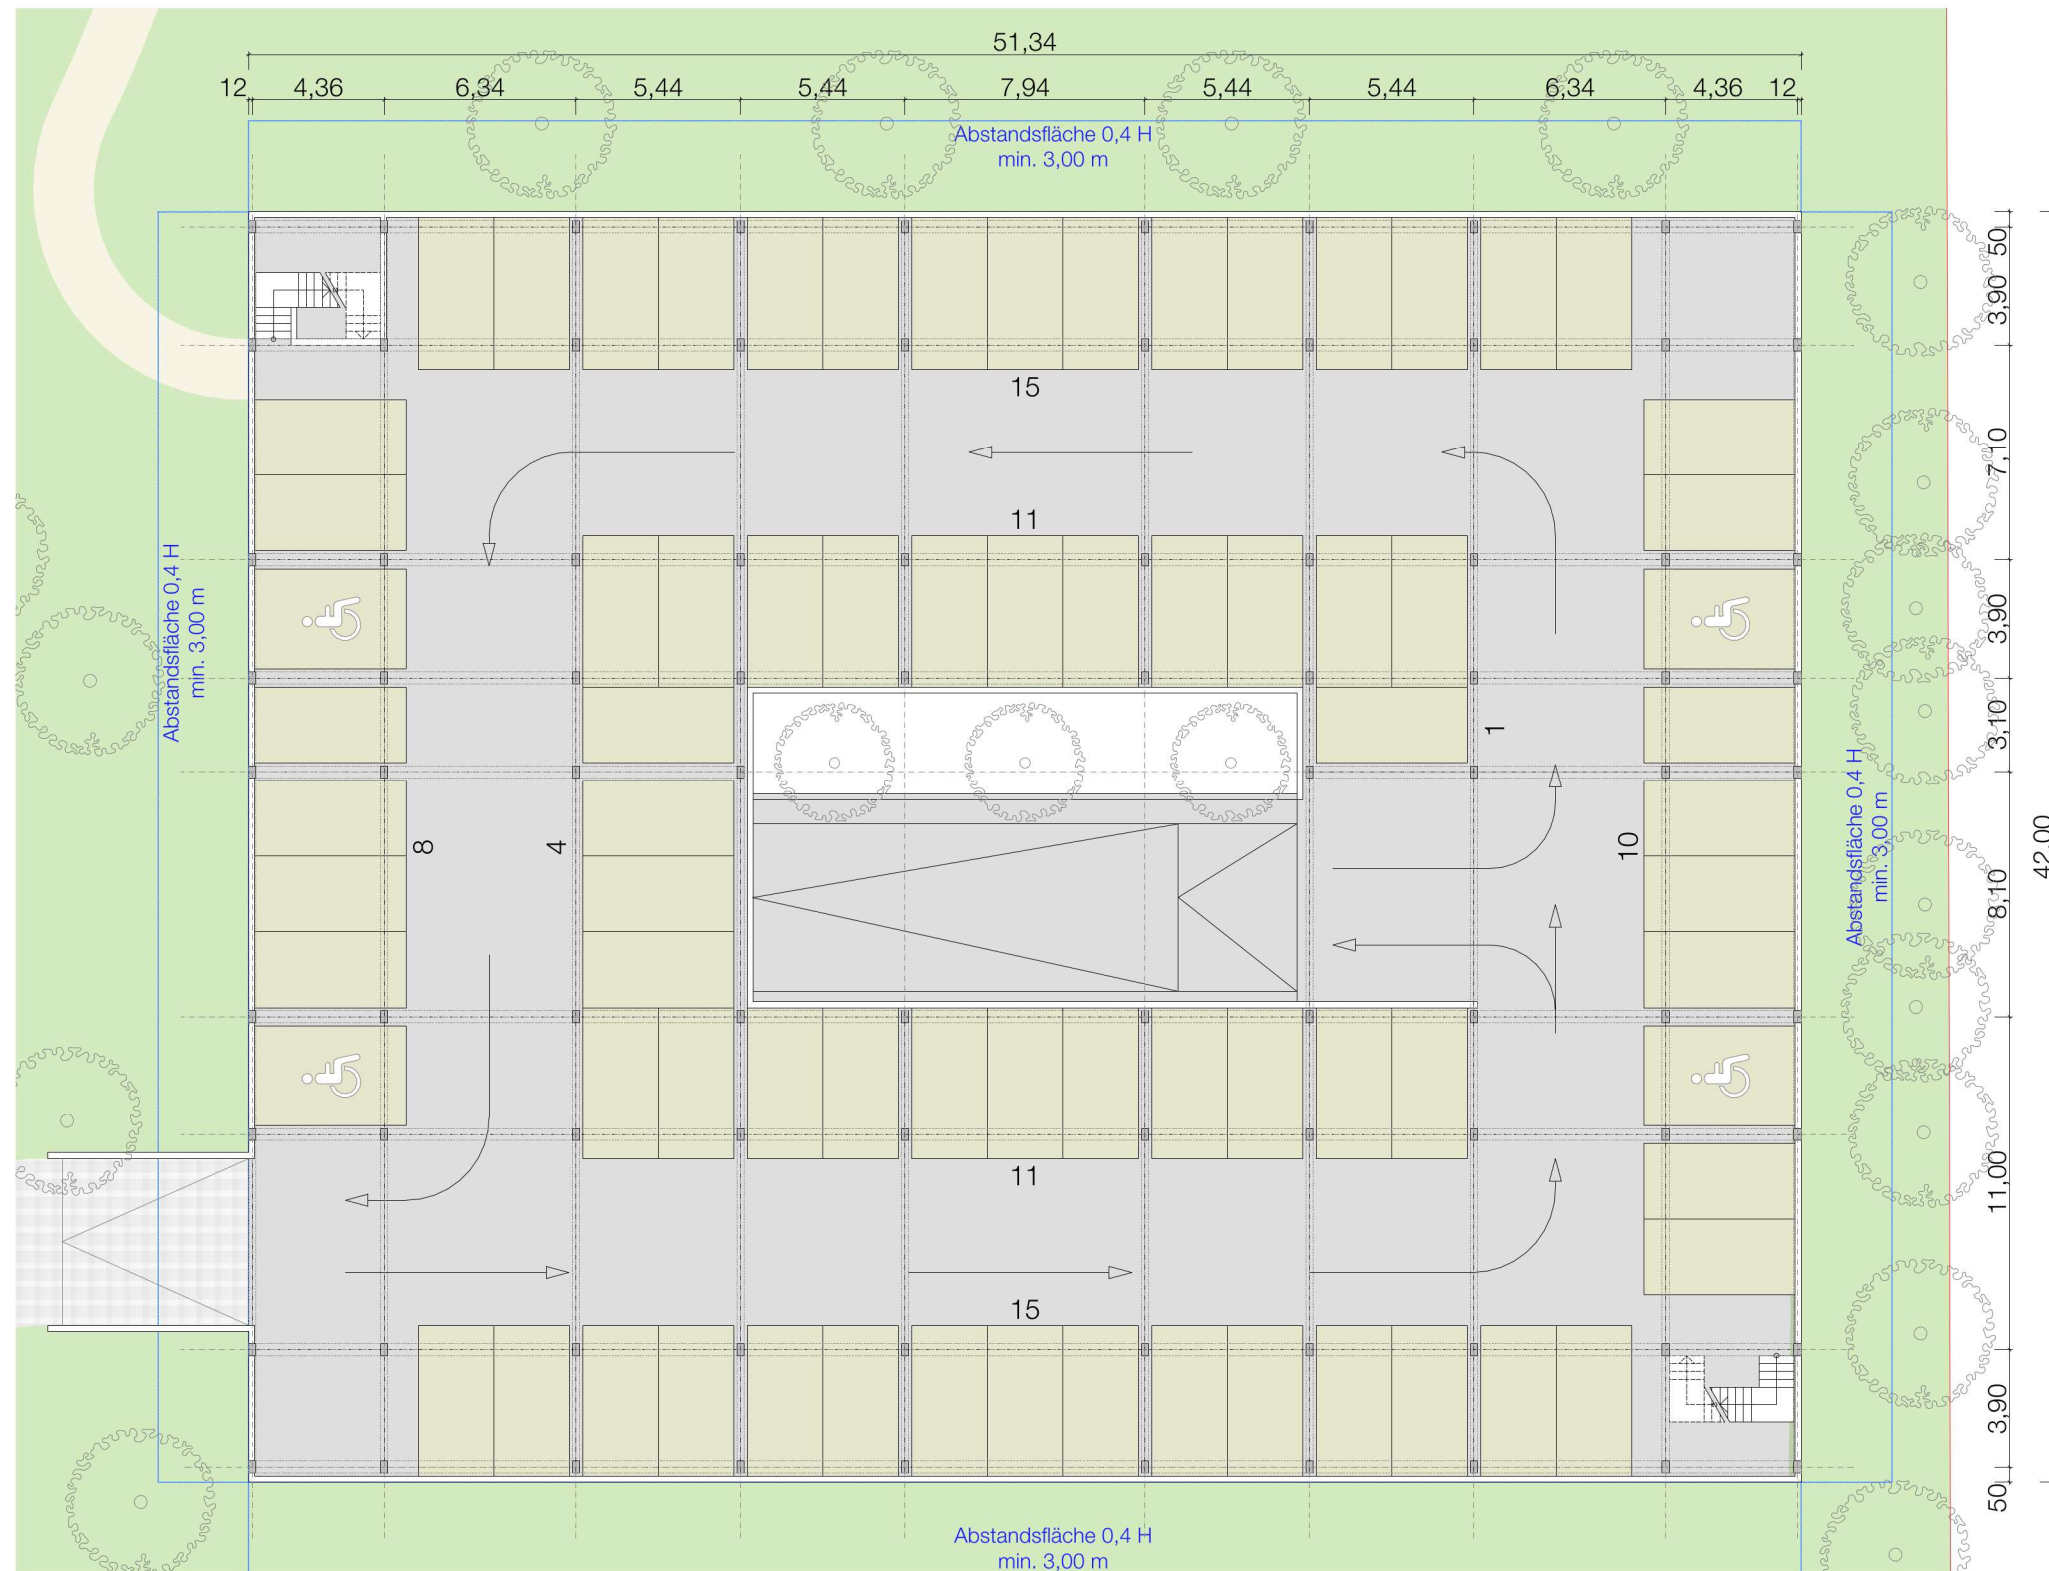 51,34
12 4,36 6,34 5,44 5,44 7,94 5,44 5,44 6,34 4,36 12
Abstandsfläche 0,4 H
min. 3,00 m
50
3,90
7,10
3,90
3,10
8,10
11,00
3,90
50
42,00
Abstandsfläche 0,4 H
min. 3,00 m
Abstandsfläche 0,4 H
min. 3,00 m
15
11
1
8
4
10
11
15
Abstandsfläche 0,4 H
min. 3,00 m